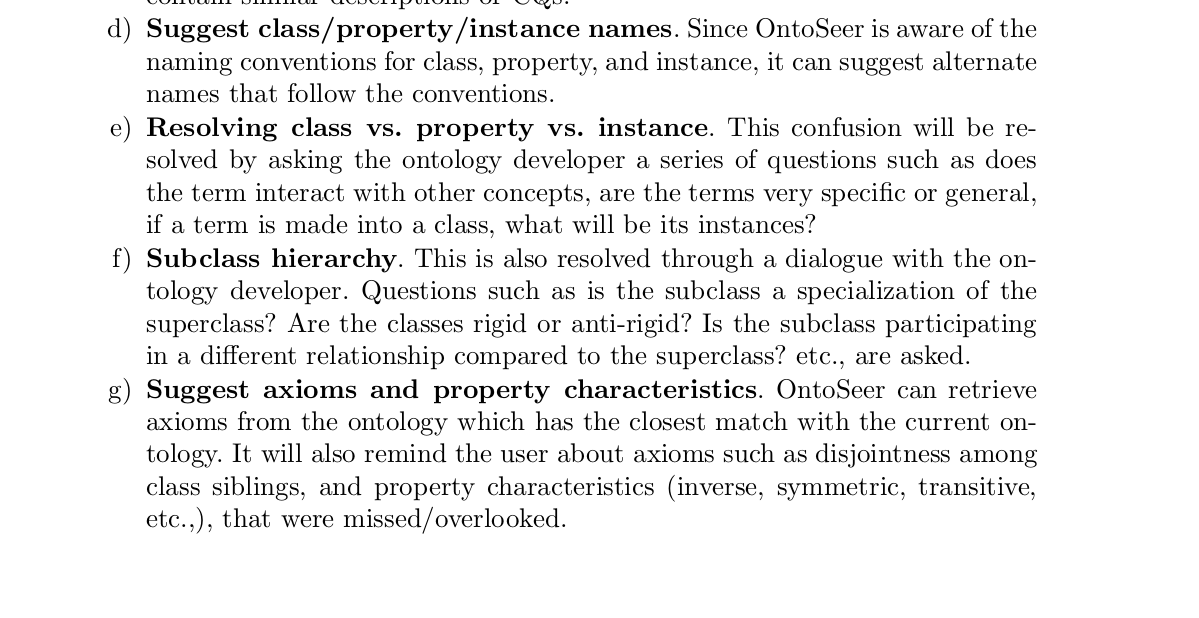 d) Suggest class/property/instance names. Since OntoSeer is aware of the
naming conventions for class, property, and instance, it can suggest alternate
names that follow the conventions.
e) Resolving class vs. property vs. instance. This confusion will be re-
solved by asking the ontology developer a series of questions such as does
the term interact with other concepts, are the terms very specific or general,
if a term is made into a class, what will be its instances?
f) Subclass hierarchy. This is also resolved through a dialogue with the on-
tology developer. Questions such as is the subclass a specialization of the
superclass? Are the classes rigid or anti-rigid? Is the subclass participating
in a different relationship compared to the superclass? etc., are asked.
g) Suggest axioms and property characteristics. OntoSeer can retrieve
axioms from the ontology which has the closest match with the current on-
tology. It will also remind the user about axioms such as disjointness among
class siblings, and property characteristics (inverse, symmetric, transitive,
etc.,), that were missed/overlooked.